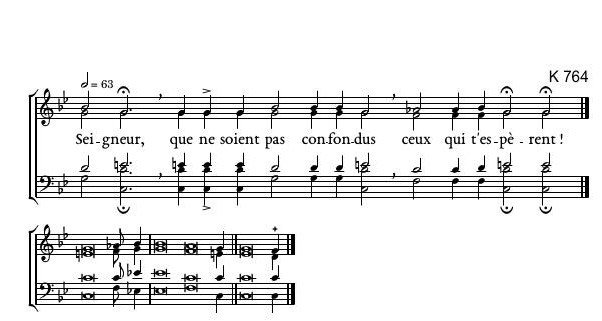 K 764
𝅗𝅥 = 63
Sei - gneur, que ne soient pas con - fon - dus ceux qui t'es - pè - rent !